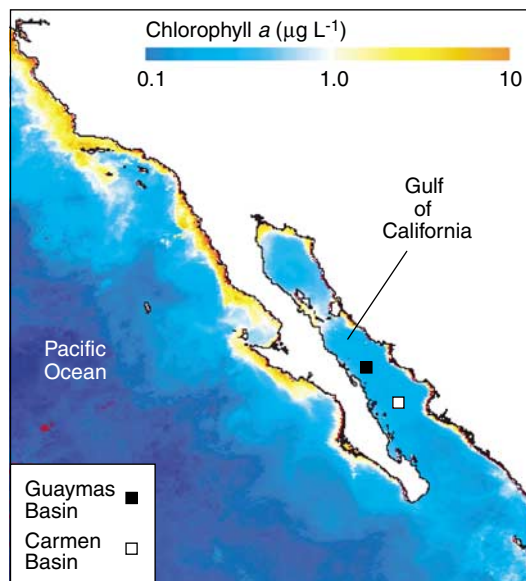 Chlorophyll a (μg L-1)
0.1 1.0 10
Gulf
of
California
Pacific
Ocean
Guaymas
Basin
Carmen
Basin